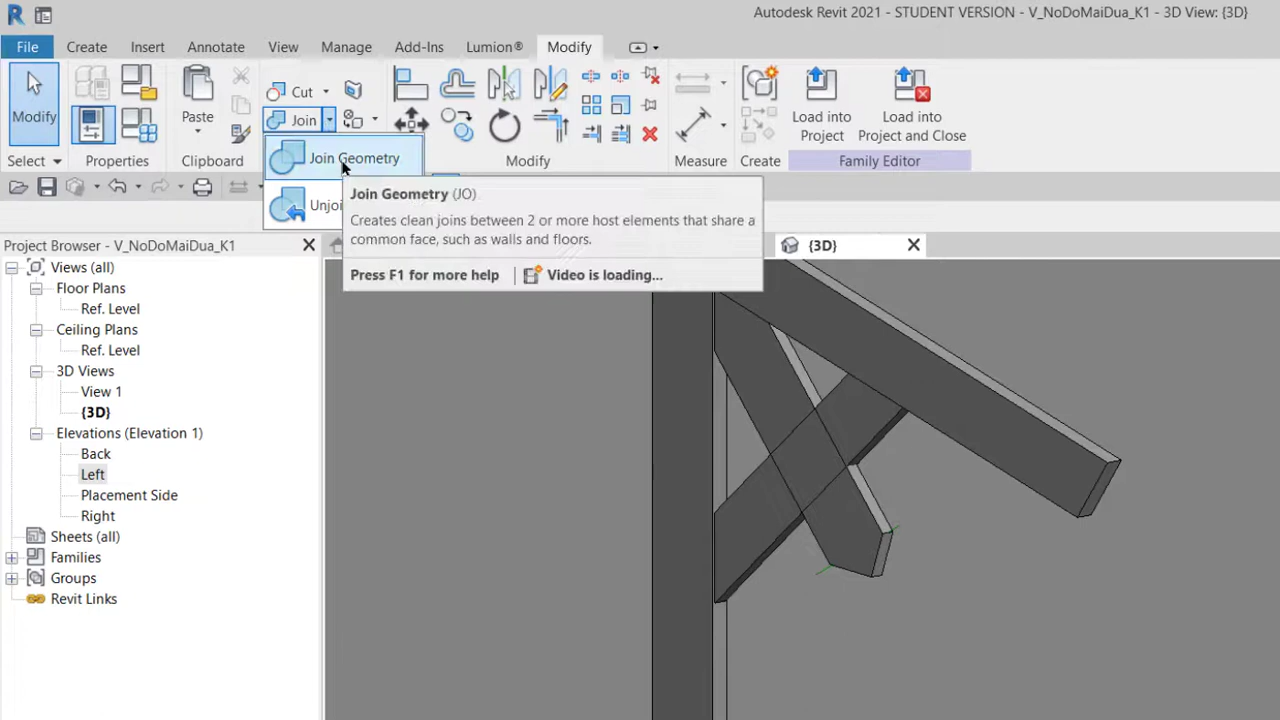 Autodesk Revit 2021 - STUDENT VERSION - V_NoDoMaiDua_K1 - 3D View: {3D}
File Create Insert Annotate View Manage Add-Ins Lumion® Modify
Modify
Paste
Cut
Join
Load into Project
Load into Project and Close
Select Properties Clipboard Modify Measure Create Family Editor
Join Geometry
Unjoi
Join Geometry (JO)
Creates clean joins between 2 or more host elements that share a
common face, such as walls and floors.
Press F1 for more help Video is loading...
Project Browser - V_NoDoMaiDua_K1
{3D}
Views (all)
Floor Plans
Ref. Level
Ceiling Plans
Ref. Level
3D Views
View 1
{3D}
Elevations (Elevation 1)
Back
Left
Placement Side
Right
Sheets (all)
Families
Groups
Revit Links